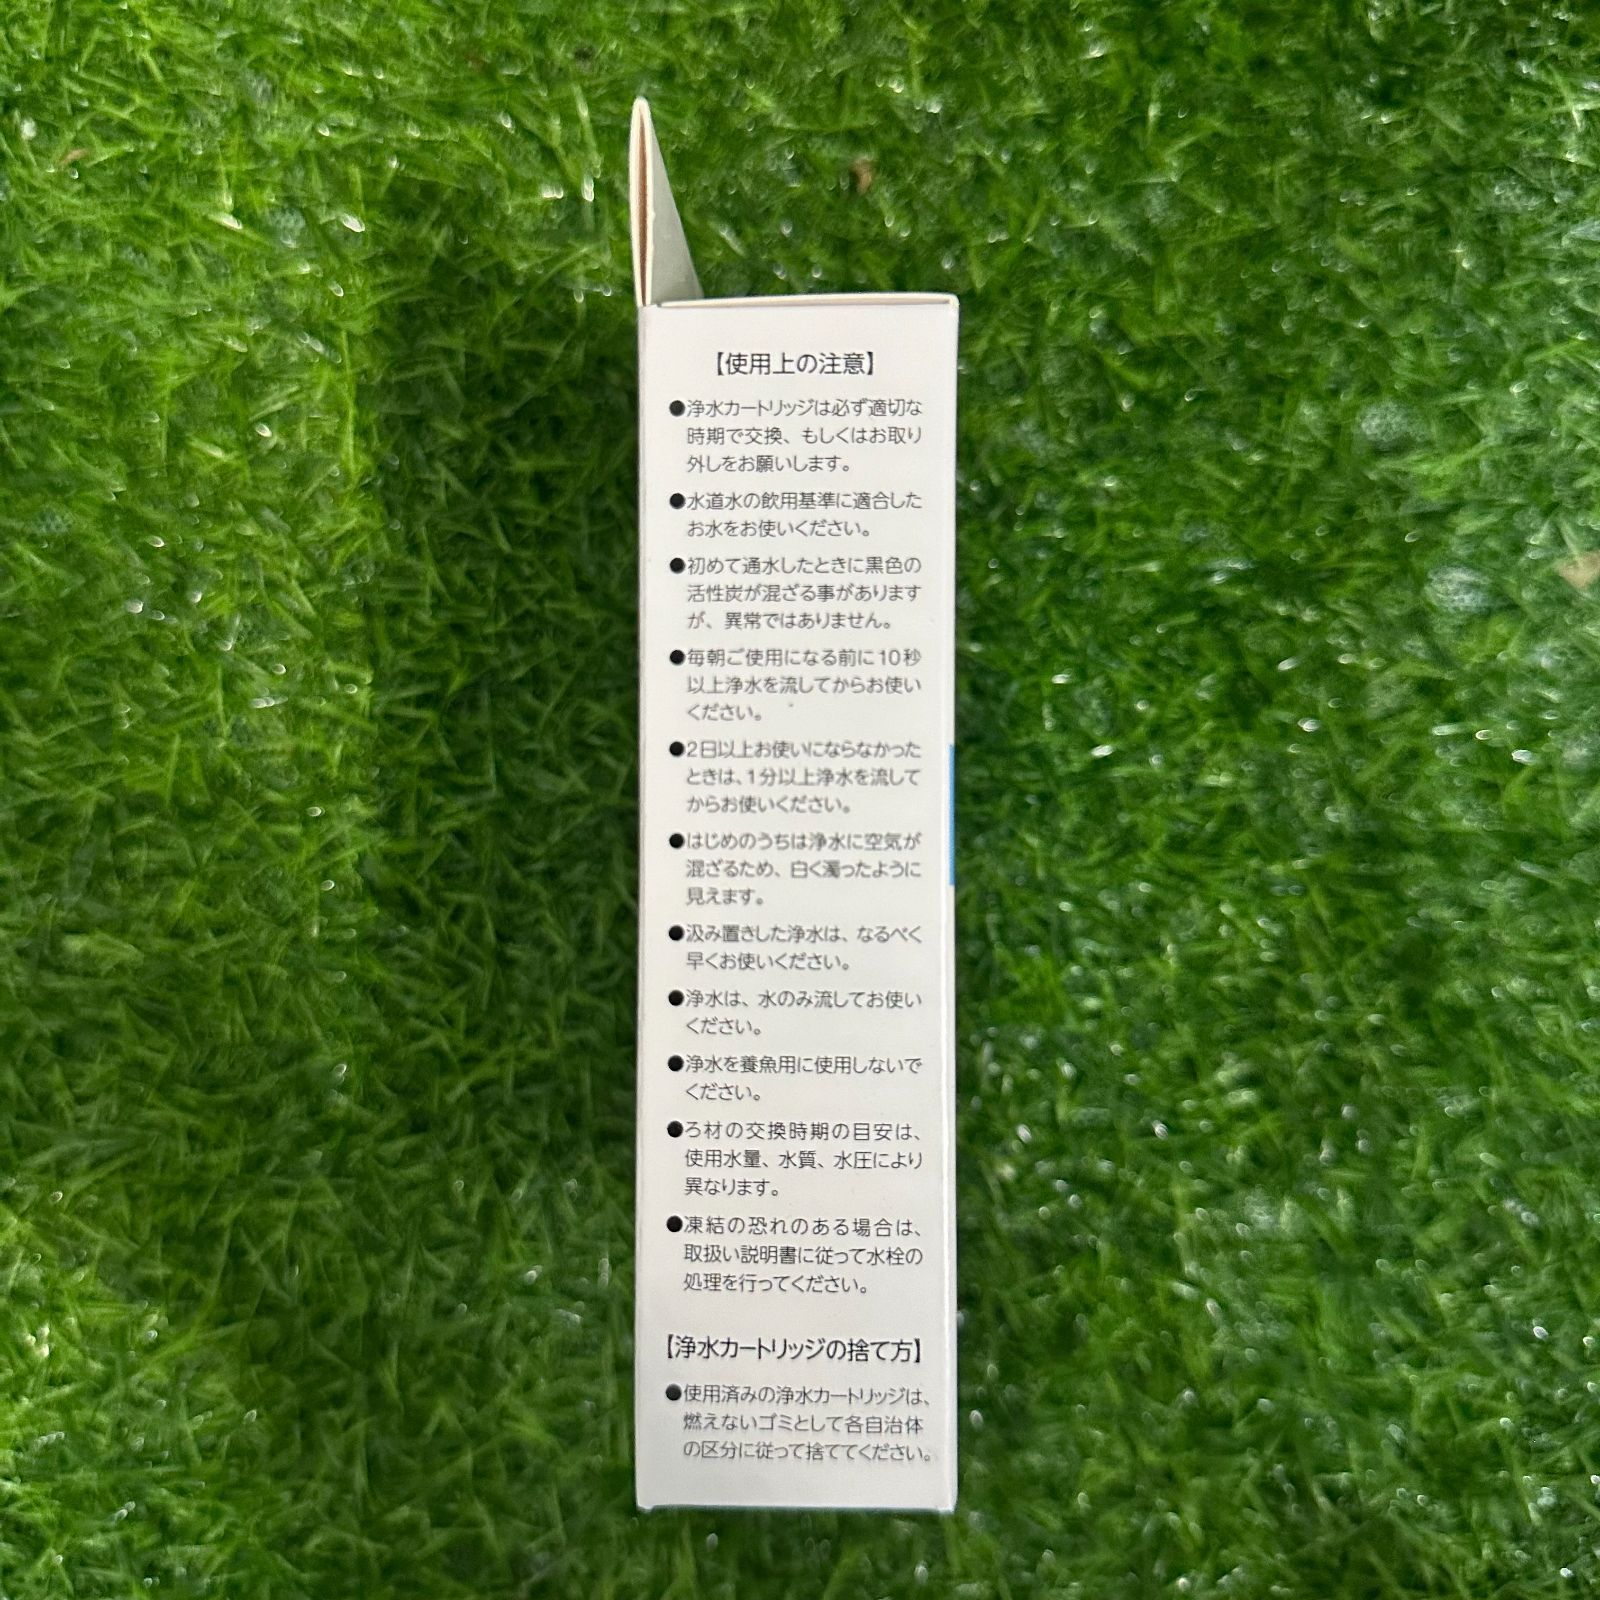 【使用上の注意】
●浄水カートリッジは必ず適切な
時期で交換、もしくはお取り
外しをお願いします。
●水道水の飲用基準に適合した
お水をお使いください。
●初めて通水したときに黒色の
活性炭が混ざる事があります
が、異常ではありません。
●毎朝ご使用になる前に10秒
以上浄水を流してからお使い
ください。
●2日以上お使いにならなかった
ときは、1分以上浄水を流して
からお使いください。
●はじめのうちは浄水に空気が
混ざるため、白く濁ったように
見えます。
●汲み置きした浄水は、なるべく
早くお使いください。
●浄水は、水のみ流してお使い
ください。
●浄水を養魚用に使用しないで
ください。
●ろ材の交換時期の目安は、
使用水量、水質、水圧により
異なります。
●凍結の恐れのある場合は、
取扱い説明書に従って水栓の
処理を行ってください。
【浄水カートリッジの捨て方】
●使用済みの浄水カートリッジは、
燃えないゴミとして各自治体
の区分に従って捨ててください。